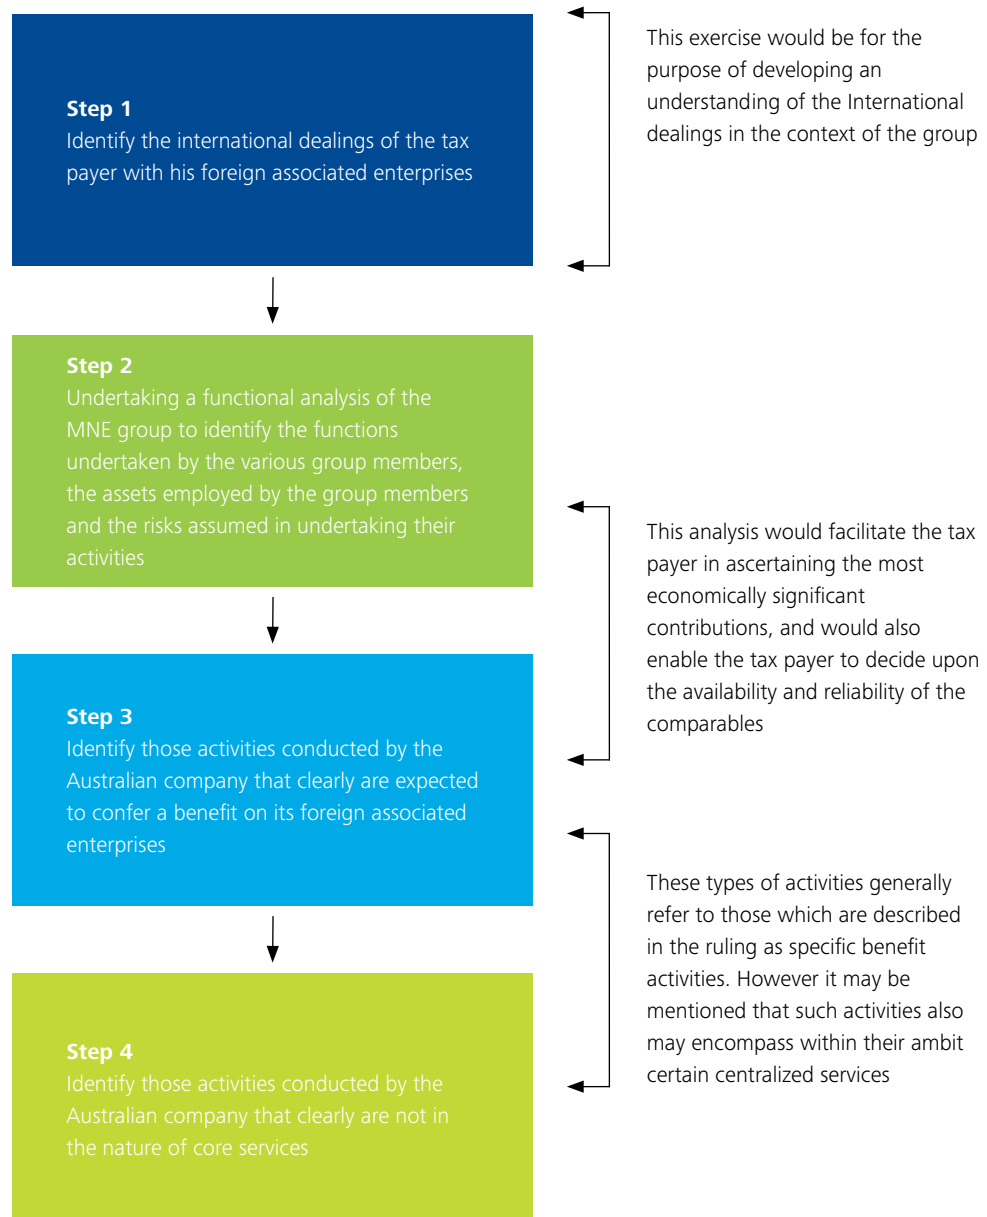 Step 1
Identify the international dealings of the tax
payer with his foreign associated enterprises
This exercise would be for the
purpose of developing an
understanding of the International
dealings in the context of the group
Step 2
Undertaking a functional analysis of the
MNE group to identify the functions
undertaken by the various group members,
the assets employed by the group members
and the risks assumed in undertaking their
activities
This analysis would facilitate the tax
payer in ascertaining the most
economically significant
contributions, and would also
enable the tax payer to decide upon
the availability and reliability of the
comparables
Step 3
Identify those activities conducted by the
Australian company that clearly are expected
to confer a benefit on its foreign associated
enterprises
These types of activities generally
refer to those which are described
in the ruling as specific benefit
activities. However it may be
mentioned that such activities also
may encompass within their ambit
certain centralized services
Step 4
Identify those activities conducted by the
Australian company that clearly are not in
the nature of core services